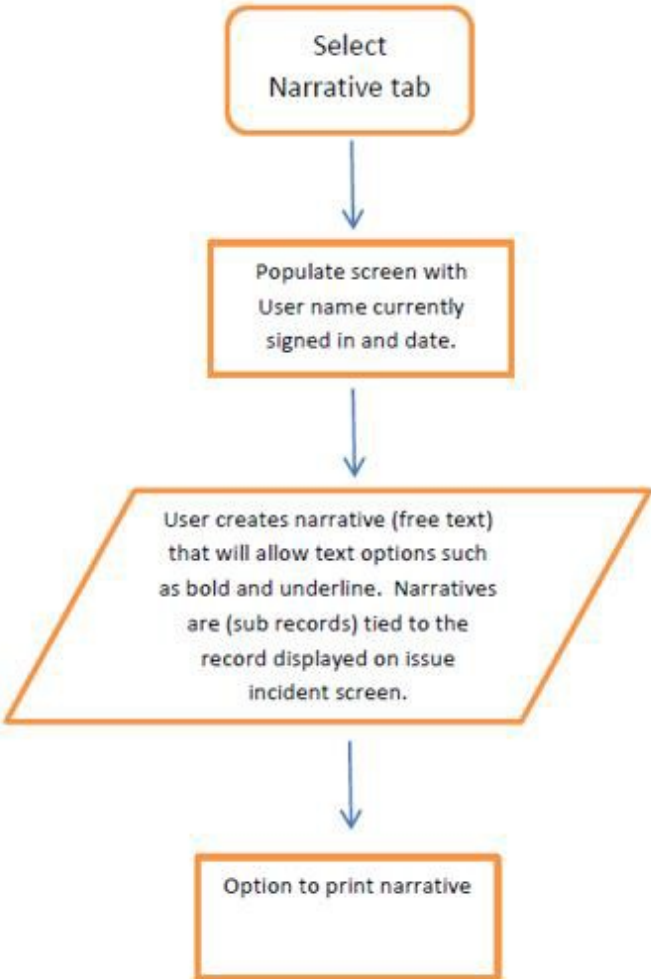 Select
Narrative tab
Populate screen with
User name currently
signed in and date.
User creates narrative (free text)
that will allow text options such
as bold and underline.  Narratives
are (sub records) tied to the
record displayed on issue
incident screen.
Option to print narrative